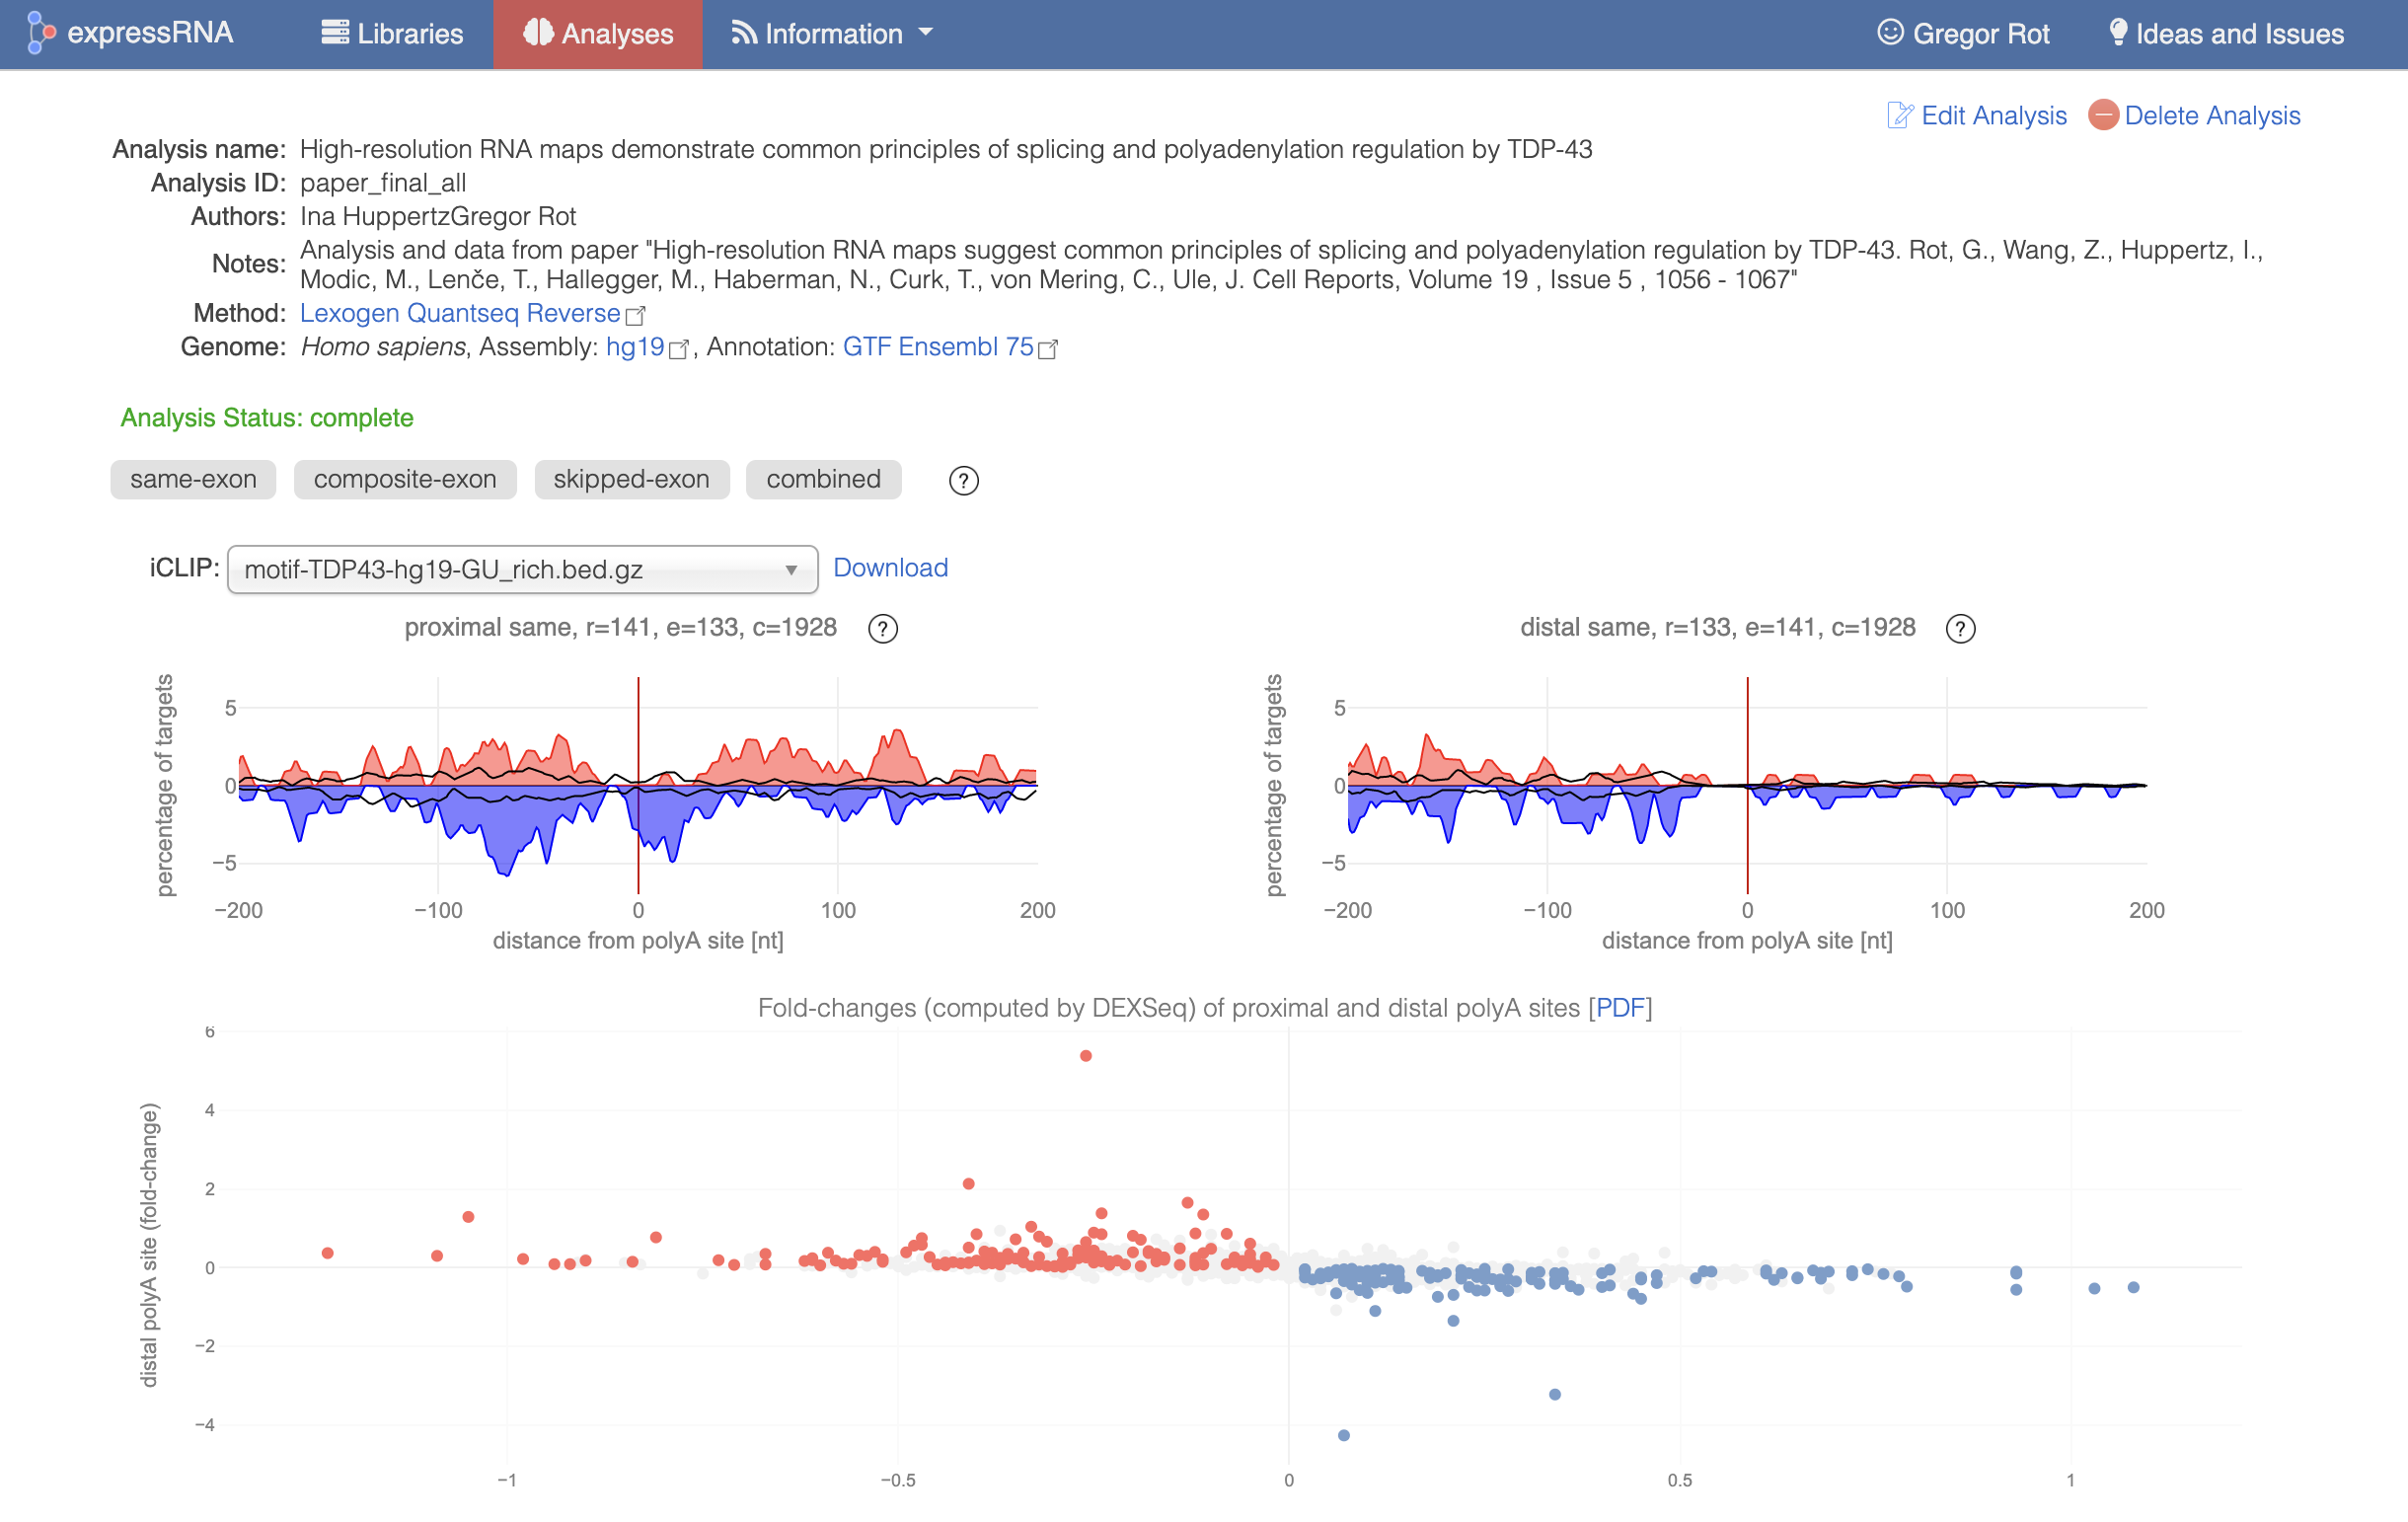 expressRNA Libraries Analyses Information Gregor Rot Ideas and Issues
Edit Analysis Delete Analysis
Analysis name: High-resolution RNA maps demonstrate common principles of splicing and polyadenylation regulation by TDP-43
Analysis ID: paper_final_all
Authors: Ina HuppertzGregor Rot
Notes: Analysis and data from paper "High-resolution RNA maps suggest common principles of splicing and polyadenylation regulation by TDP-43. Rot, G., Wang, Z., Huppertz, I.,
Modic, M., Lenče, T., Hallegger, M., Haberman, N., Curk, T., von Mering, C., Ule, J. Cell Reports, Volume 19 , Issue 5 , 1056 - 1067"
Method: Lexogen Quantseq Reverse
Genome: Homo sapiens, Assembly: hg19 , Annotation: GTF Ensembl 75
Analysis Status: complete
same-exon composite-exon skipped-exon combined ?
iCLIP: motif-TDP43-hg19-GU_rich.bed.gz ▼ Download
proximal same, r=141, e=133, c=1928 ?
percentage of targets
5
0
−5
−200 −100 0 100 200
distance from polyA site [nt]
distal same, r=133, e=141, c=1928 ?
percentage of targets
5
0
−5
−200 −100 0 100 200
distance from polyA site [nt]
Fold-changes (computed by DEXSeq) of proximal and distal polyA sites [PDF]
distal polyA site (fold-change)
6
4
2
0
−2
−4
−1 −0.5 0 0.5 1